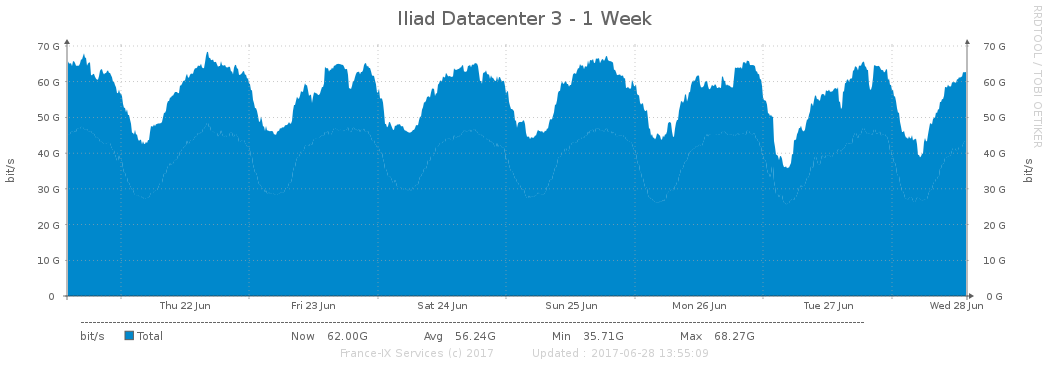 Iliad Datacenter 3 - 1 Week
RRDTOOL / TOBI OETIKER
70 G 70 G
60 G 60 G
50 G 50 G
40 G 40 G
30 G 30 G
20 G 20 G
10 G 10 G
0 0 G
bit/s bit/s
Thu 22 Jun Fri 23 Jun Sat 24 Jun Sun 25 Jun Mon 26 Jun Tue 27 Jun Wed 28 Jun
bit/s Total Now 62.00G Avg 56.24G Min 35.71G Max 68.27G
France-IX Services (c) 2017 Updated : 2017-06-28 13:55:09